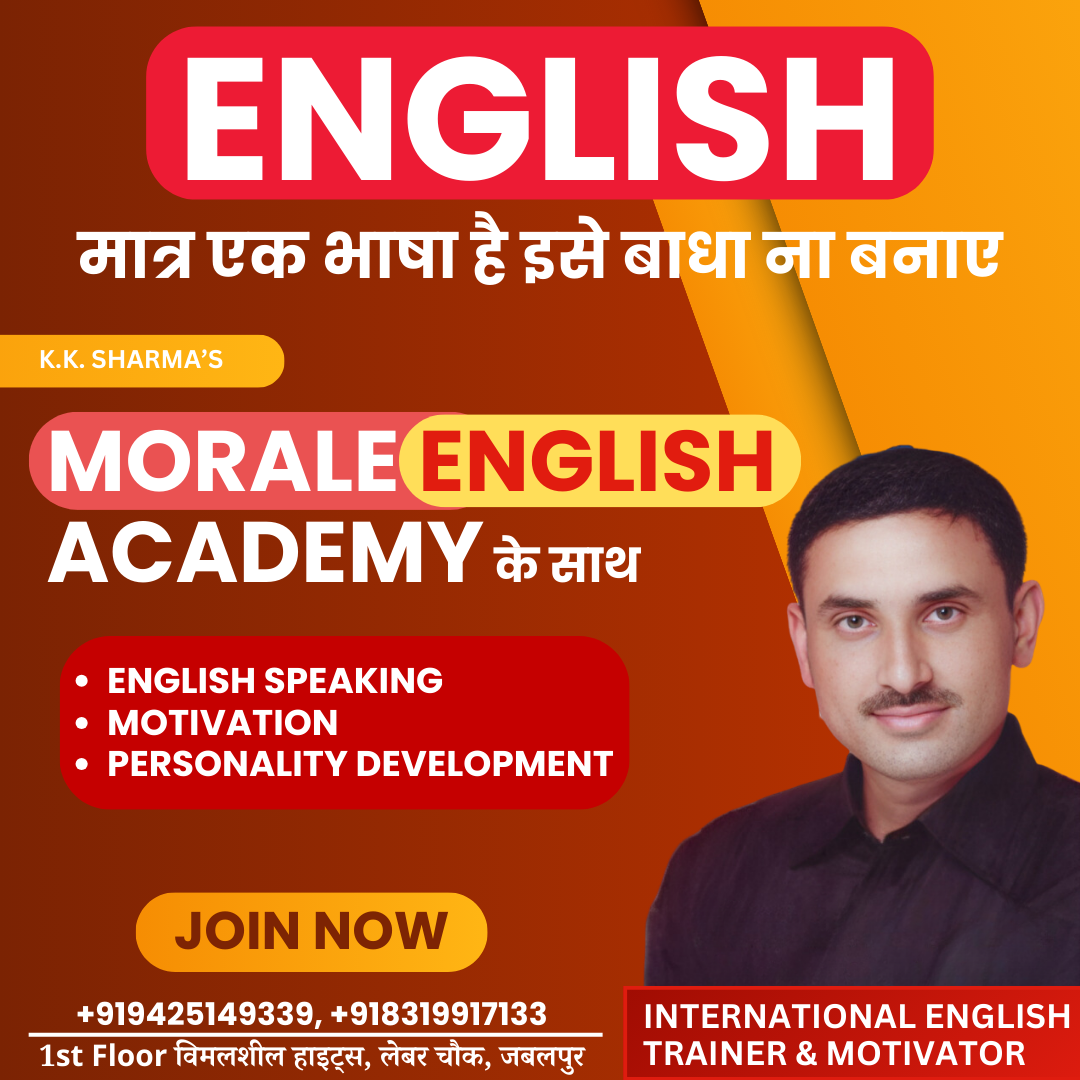 ENGLISH
मात्र एक भाषा है इसे बाधा ना बनाए
K.K. SHARMA'S
MORALE ENGLISH
ACADEMY के साथ
• ENGLISH SPEAKING
• MOTIVATION
• PERSONALITY DEVELOPMENT
JOIN NOW
+919425149339, +918319917133
1st Floor विमलशील हाइट्स, लेबर चौक, जबलपुर
INTERNATIONAL ENGLISH
TRAINER & MOTIVATOR